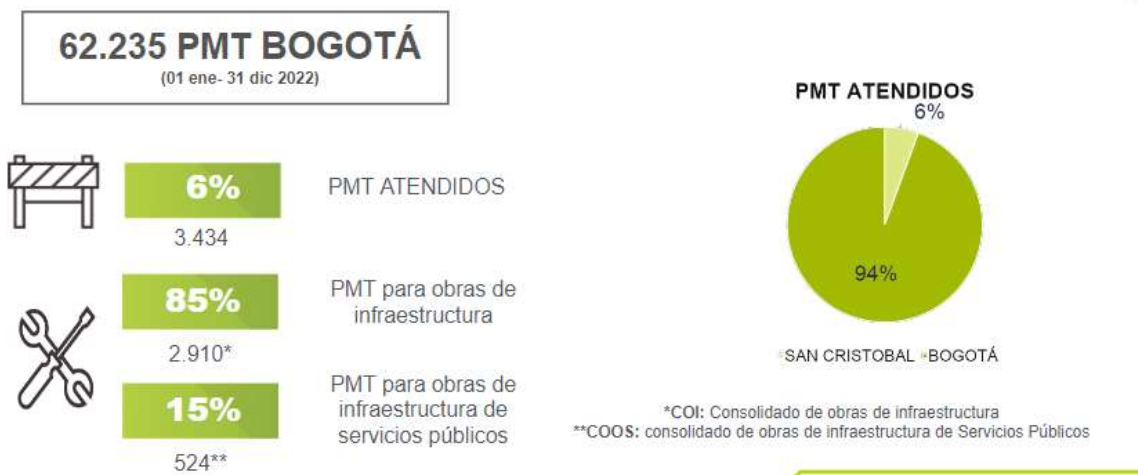 62.235 PMT BOGOTÁ
(01 ene- 31 dic 2022)
6%
PMT ATENDIDOS
3.434
85%
PMT para obras de
infraestructura
2.910*
15%
PMT para obras de
infraestructura de
servicios públicos
524**
PMT ATENDIDOS
6%
94%
SAN CRISTOBAL BOGOTÁ
*COI: Consolidado de obras de infraestructura
**COOS: consolidado de obras de infraestructura de Servicios Públicos